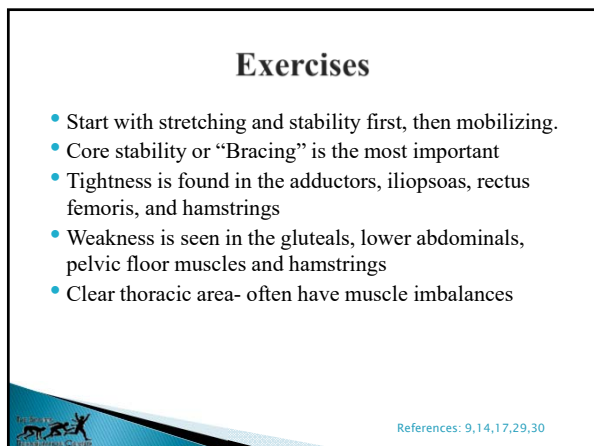 Exercises
• Start with stretching and stability first, then mobilizing.
• Core stability or “Bracing” is the most important
• Tightness is found in the adductors, iliopsoas, rectus
femoris, and hamstrings
• Weakness is seen in the gluteals, lower abdominals,
pelvic floor muscles and hamstrings
• Clear thoracic area- often have muscle imbalances
References: 9,14,17,29,30